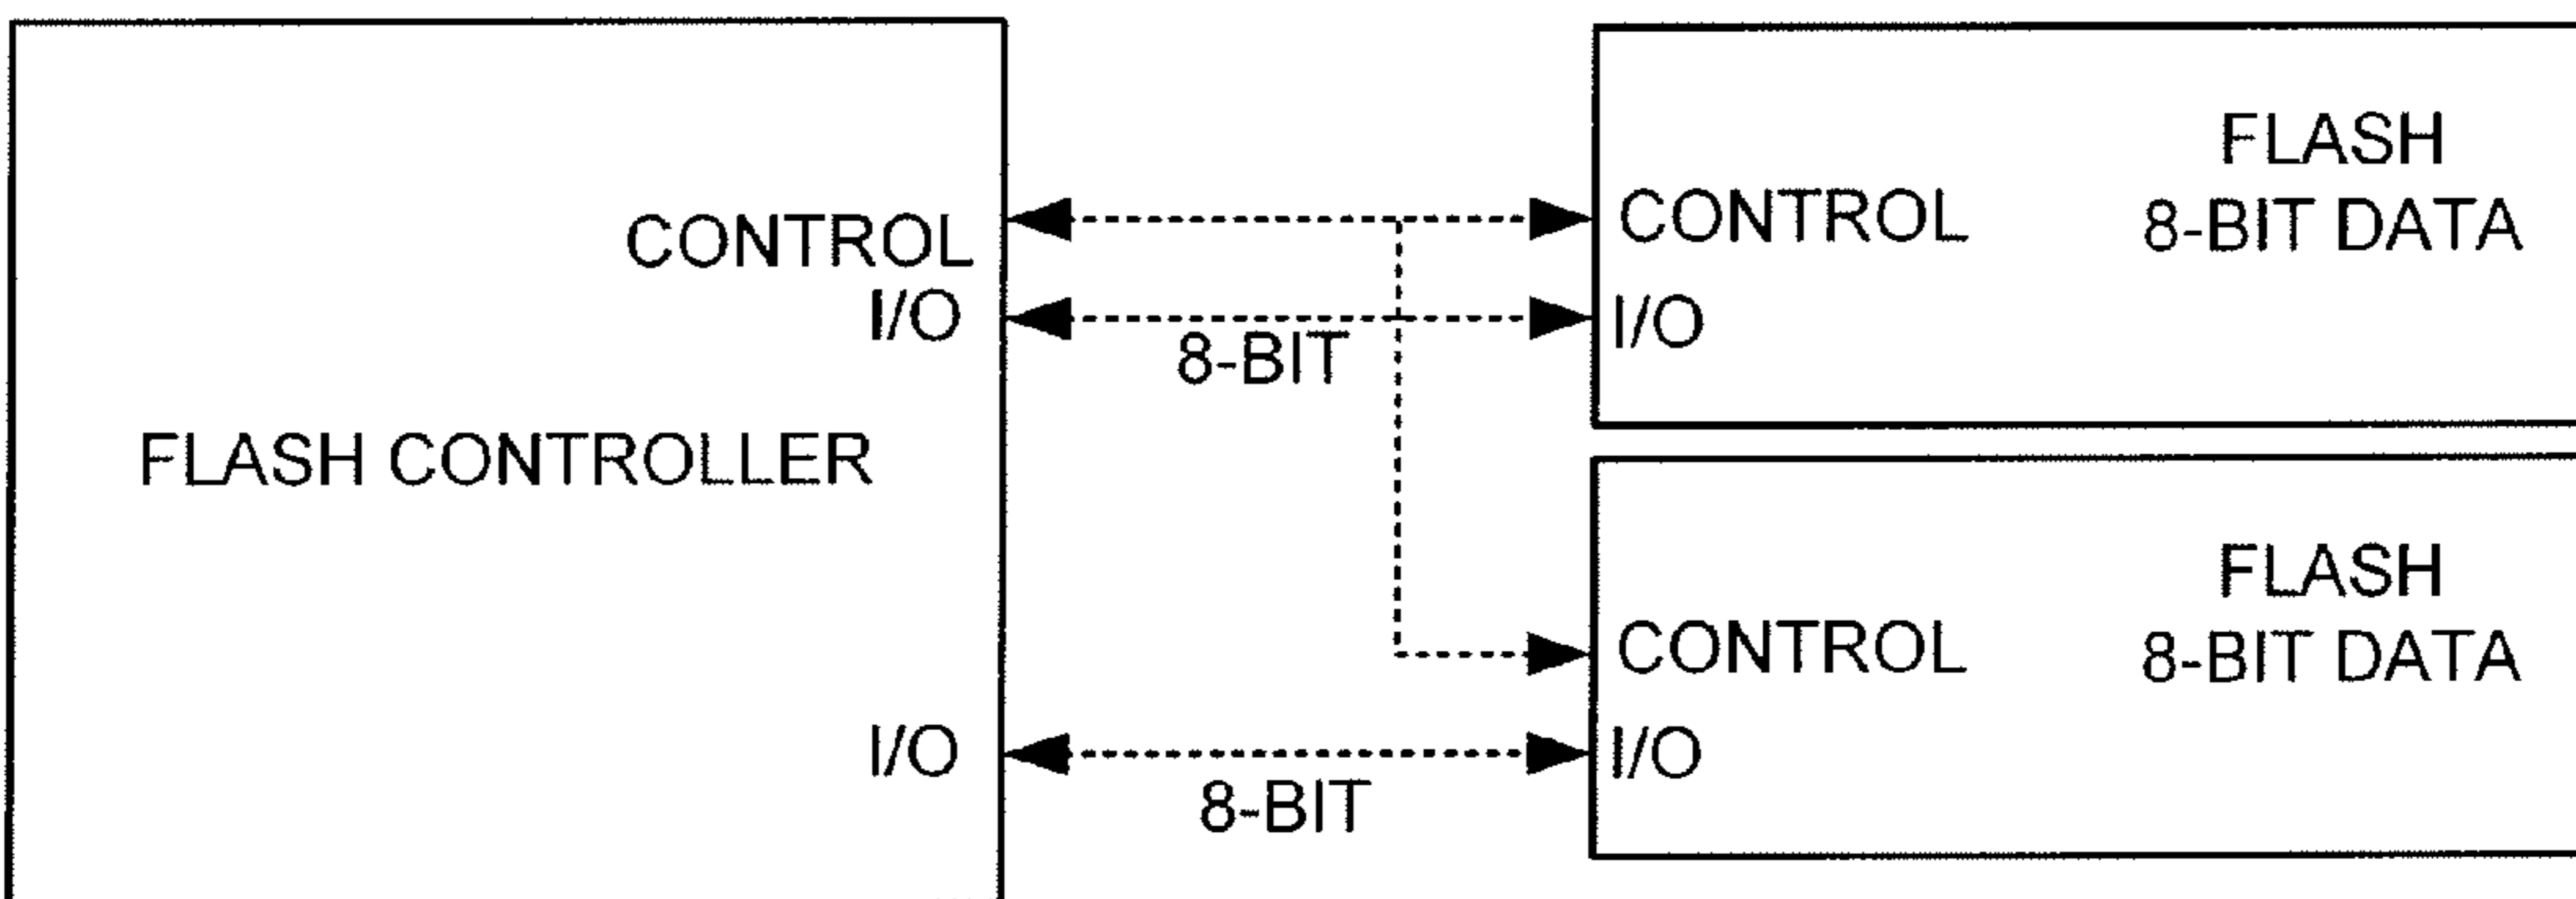 CONTROL
I/O
FLASH CONTROLLER
I/O
8-BIT
8-BIT
FLASH
8-BIT DATA
CONTROL
I/O
FLASH
8-BIT DATA
CONTROL
I/O